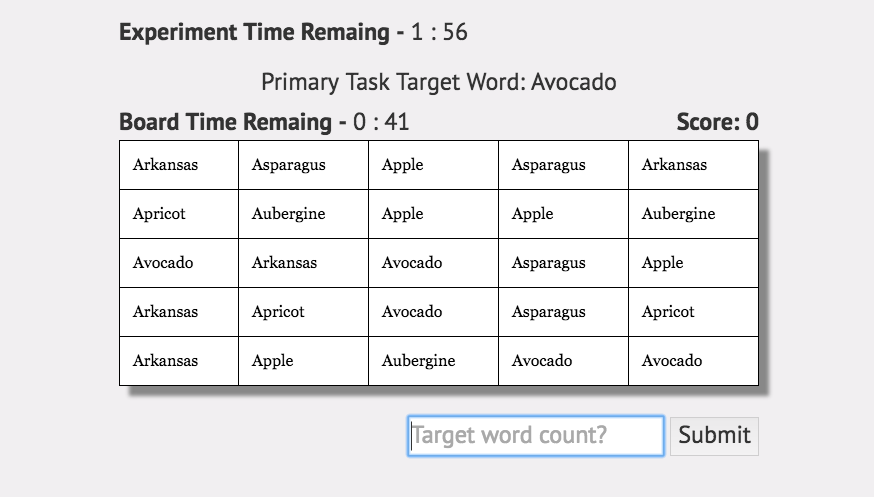 Experiment Time Remaing - 1 : 56
Primary Task Target Word: Avocado
Board Time Remaing - 0 : 41 Score: 0
Arkansas Asparagus Apple Asparagus Arkansas
Apricot Aubergine Apple Apple Aubergine
Avocado Arkansas Avocado Asparagus Apple
Arkansas Apricot Avocado Asparagus Apricot
Arkansas Apple Aubergine Avocado Avocado
Target word count? Submit